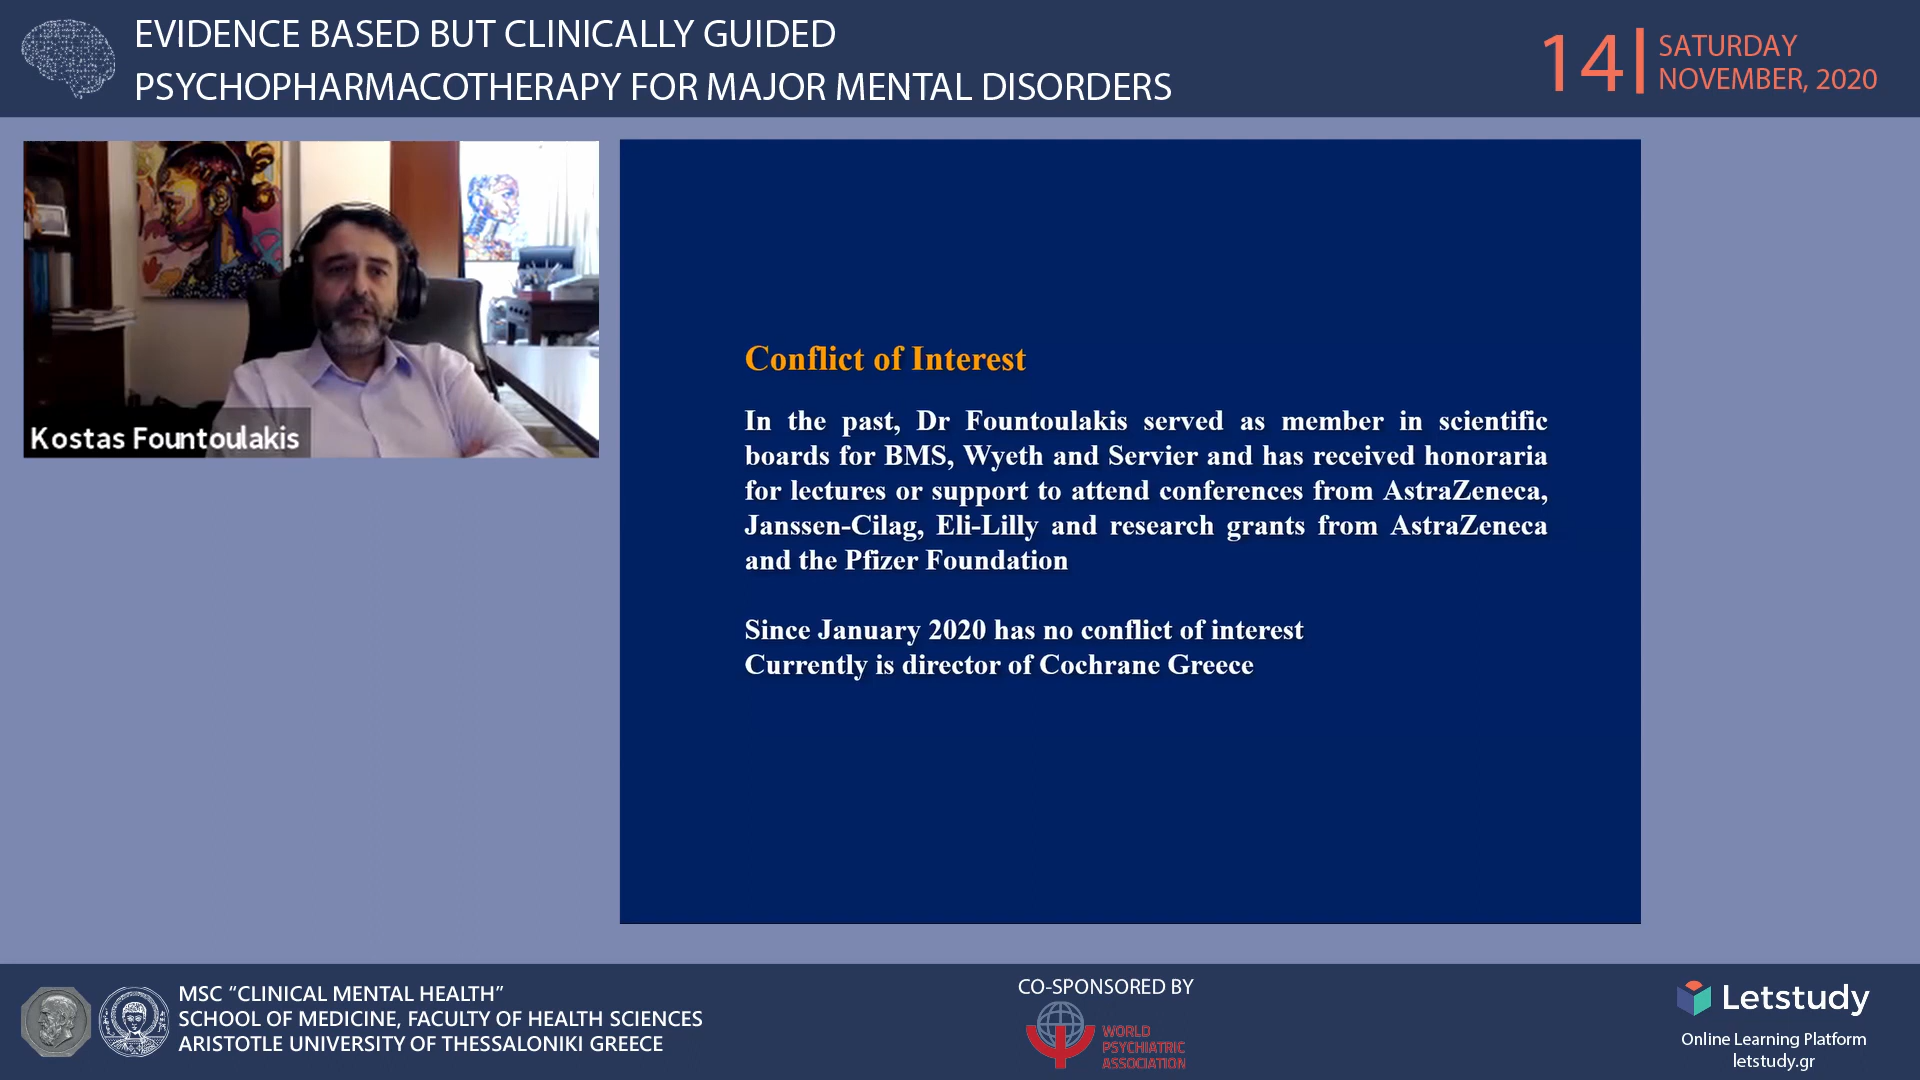 EVIDENCE BASED BUT CLINICALLY GUIDED
PSYCHOPHARMACOTHERAPY FOR MAJOR MENTAL DISORDERS
14
SATURDAY
NOVEMBER, 2020
Kostas Fountoulakis
Conflict of Interest
In the past, Dr Fountoulakis served as member in scientific
boards for BMS, Wyeth and Servier and has received honoraria
for lectures or support to attend conferences from AstraZeneca,
Janssen-Cilag, Eli-Lilly and research grants from AstraZeneca
and the Pfizer Foundation
Since January 2020 has no conflict of interest
Currently is director of Cochrane Greece
MSC “CLINICAL MENTAL HEALTH”
SCHOOL OF MEDICINE, FACULTY OF HEALTH SCIENCES
ARISTOTLE UNIVERSITY OF THESSALONIKI GREECE
CO-SPONSORED BY
WORLD
PSYCHIATRIC
ASSOCIATION
Letstudy
Online Learning Platform
letstudy.gr